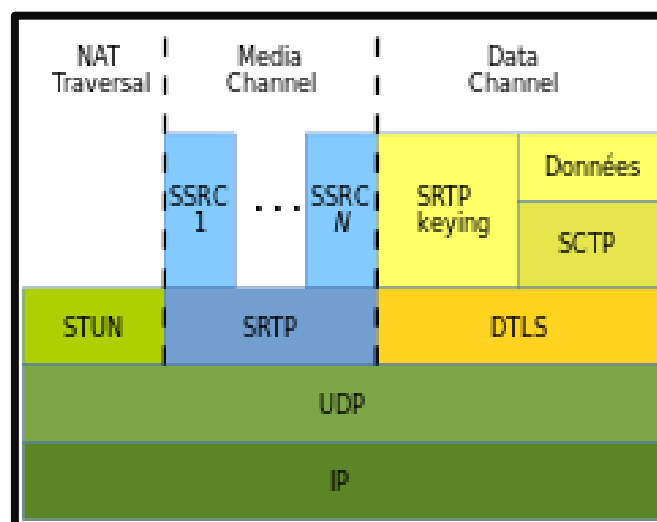 NAT
Traversal
Media
Channel
Data
Channel
SSRC
1
...
SSRC
N
SRTP
keying
Données
SCTP
STUN
SRTP
DTLS
UDP
IP